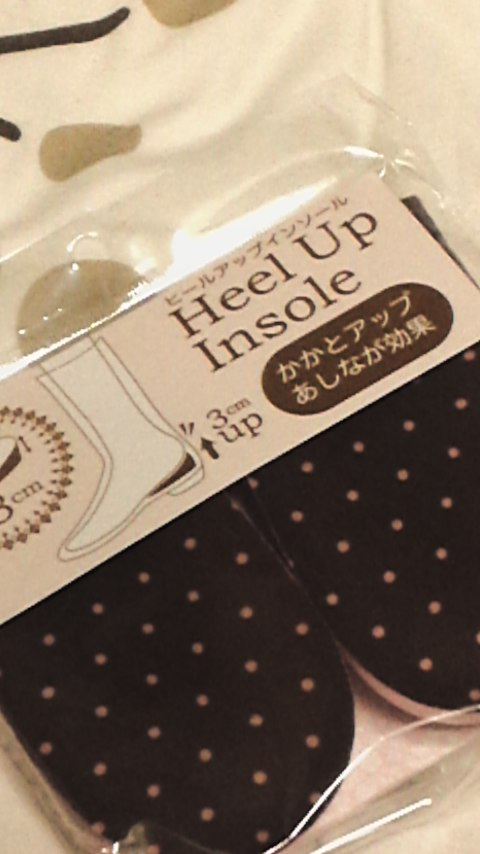 ヒールアップインソール
Heel Up
Insole
かかとアップ
あしなが効果
3cm
up
3cm